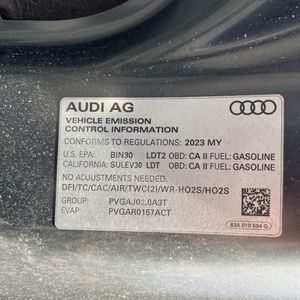 AUDI AG
VEHICLE EMISSION
CONTROL INFORMATION
CONFORMS TO REGULATIONS: 2023 MY
U.S. EPA: BIN30 LDT2 OBD: CA II FUEL: GASOLINE
CALIFORNIA: SULEV30 LDT OBD: CA II FUEL: GASOLINE
NO ADJUSTMENTS NEEDED.
DFI/TC/CAC/AIR/TWC(2)/WR-HO2S/HO2S
GROUP: PVGAJ02.0A3T
EVAP: PVGAR0157ACT
83A 010 504 G